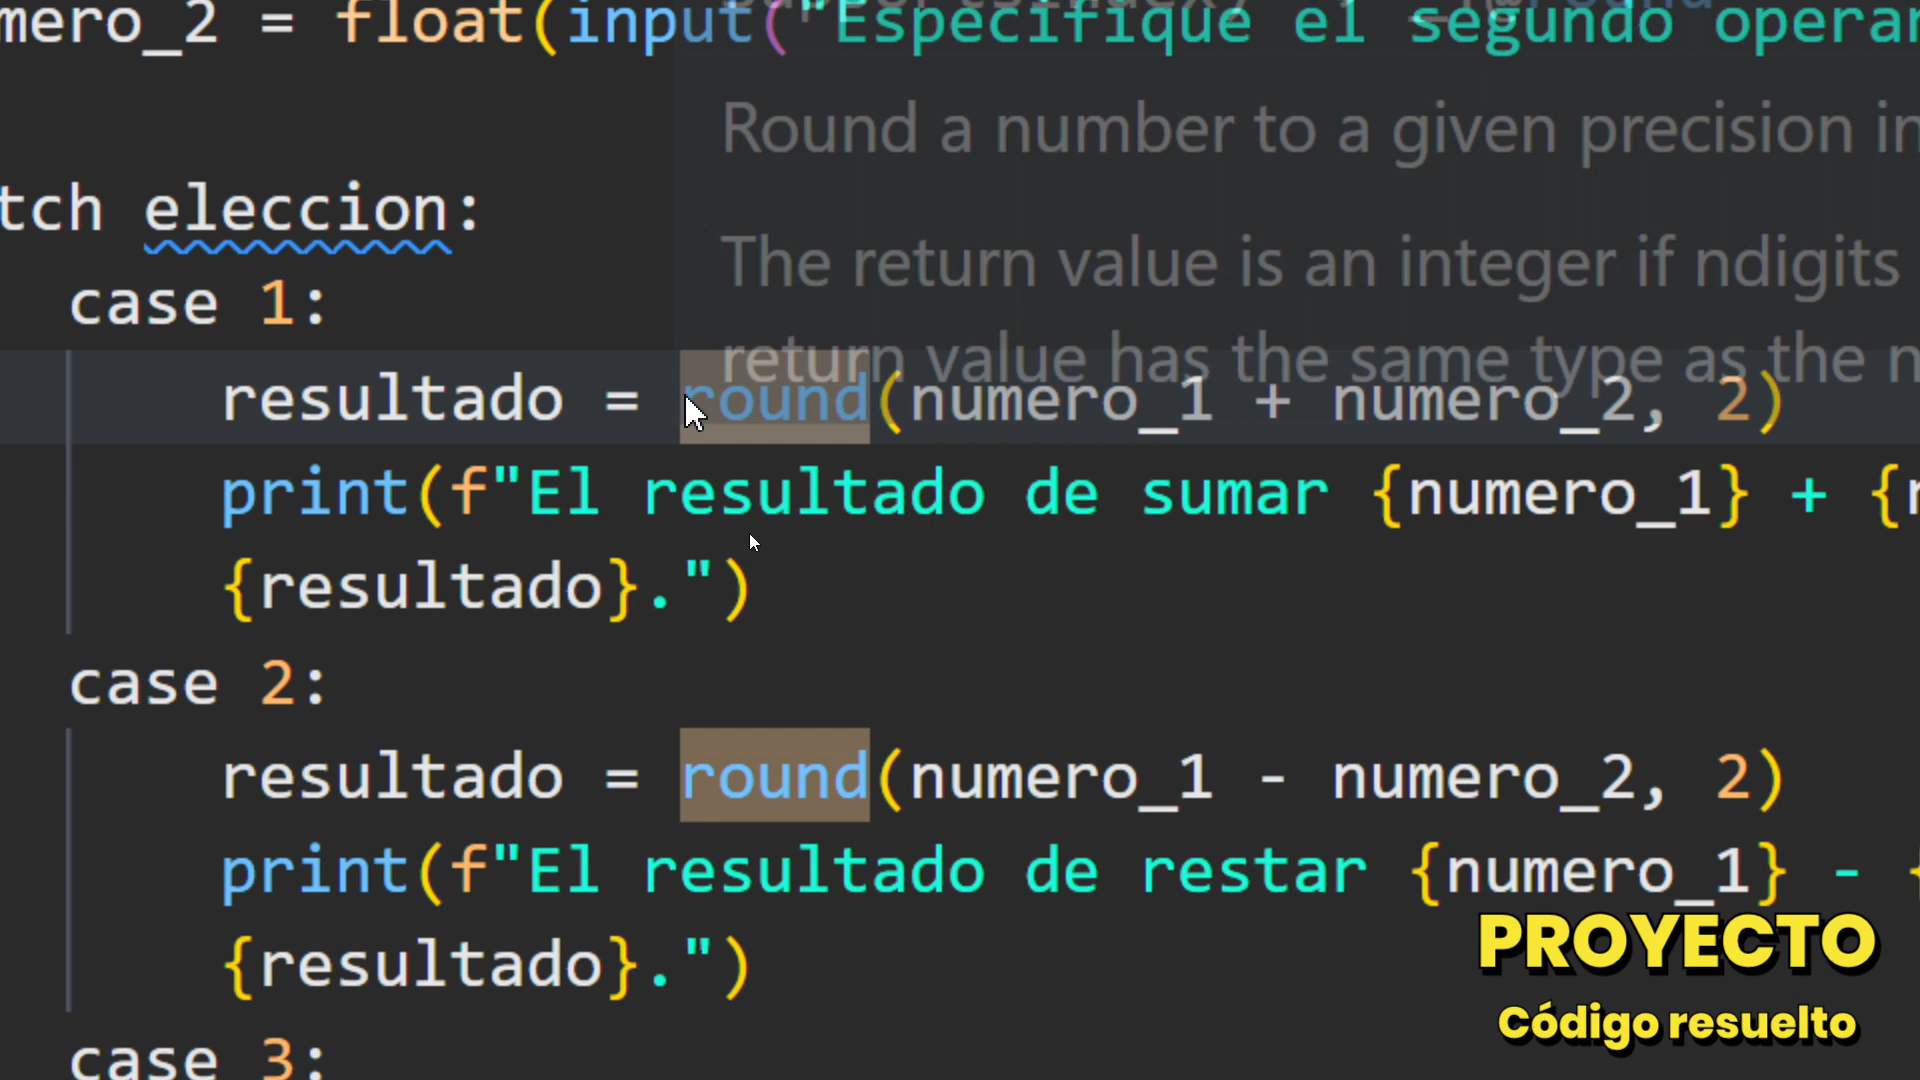 mero_2 = float(input("Especifique el segundo operan
Round a number to a given precision in
tch eleccion:
The return value is an integer if ndigits
case 1:
return value has the same type as the n
resultado = round(numero_1 + numero_2, 2)
print(f"El resultado de sumar {numero_1} + {n
{resultado}.")
case 2:
resultado = round(numero_1 - numero_2, 2)
print(f"El resultado de restar {numero_1} - {
{resultado}.")
case 3:
PROYECTO
Código resuelto